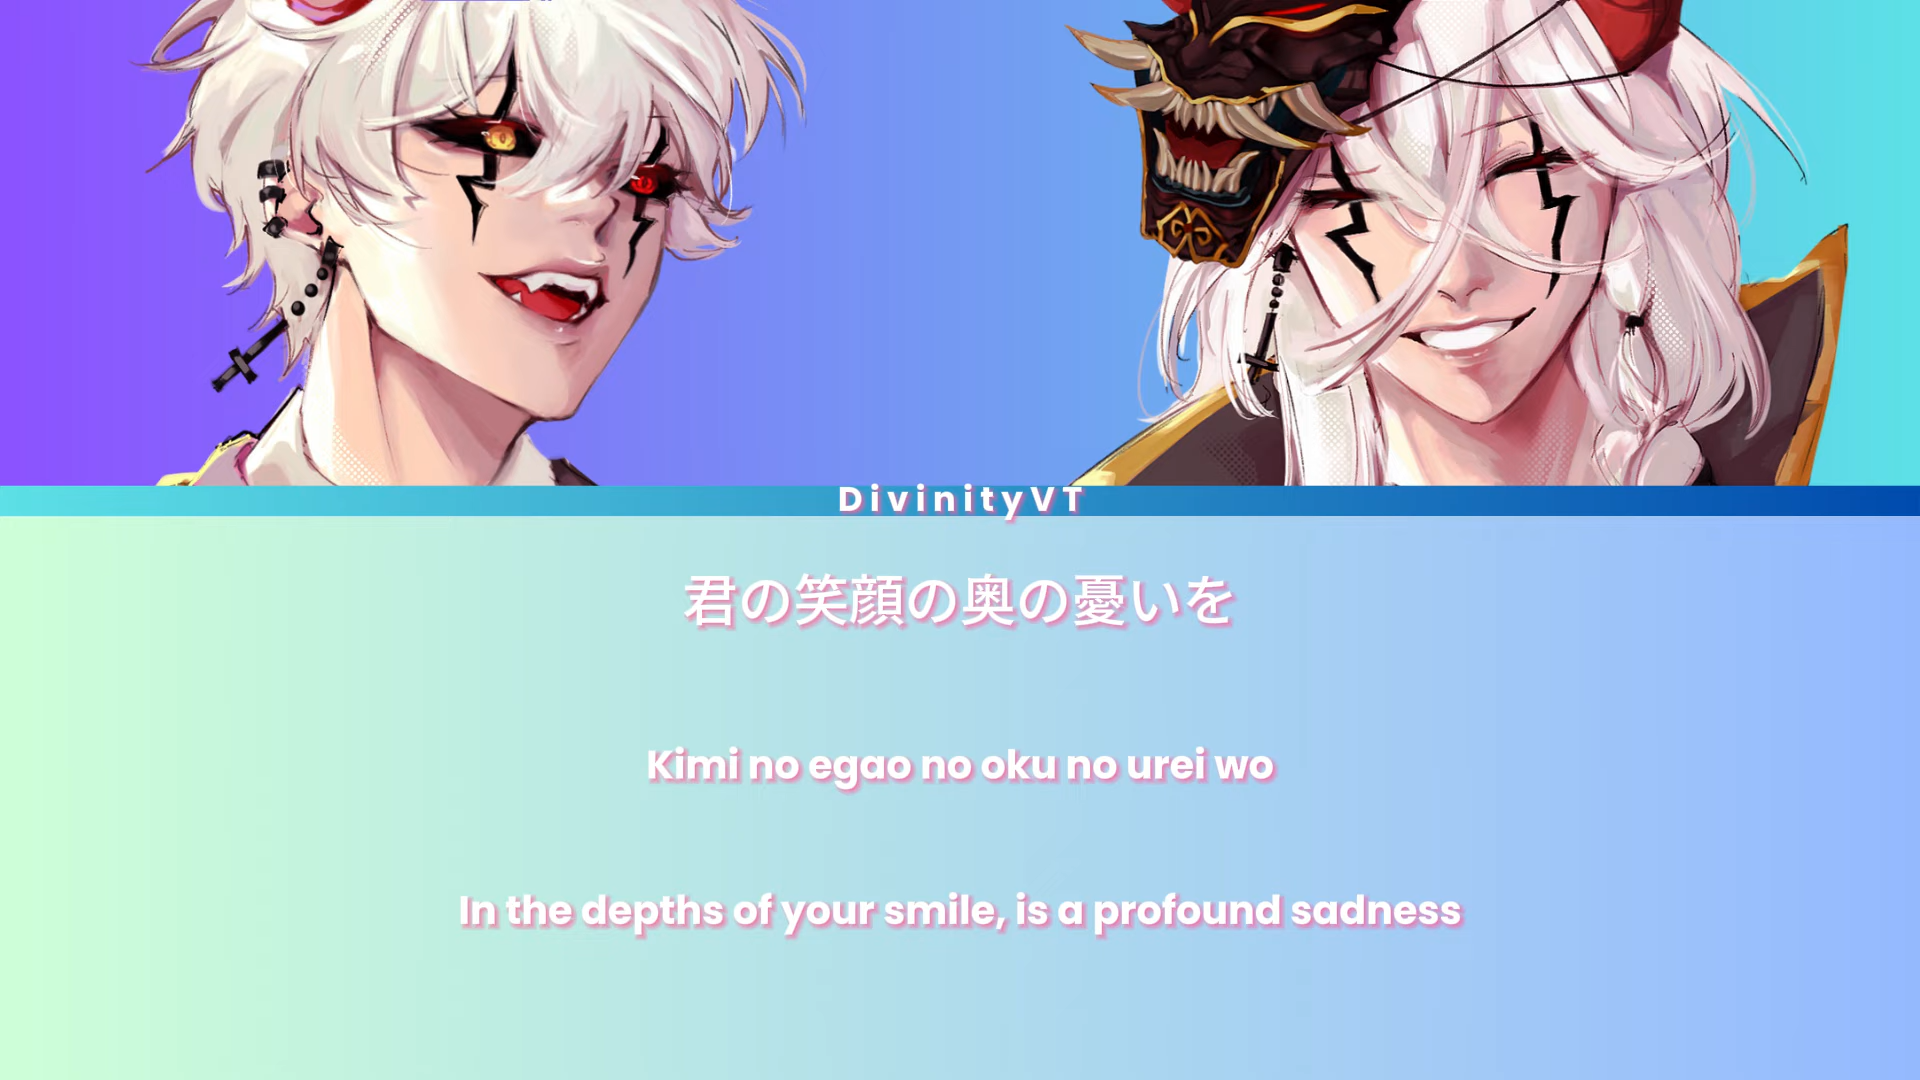 DivinityVT
君の笑顔の奥の憂いを
Kimi no egao no oku no urei wo
In the depths of your smile, is a profound sadness